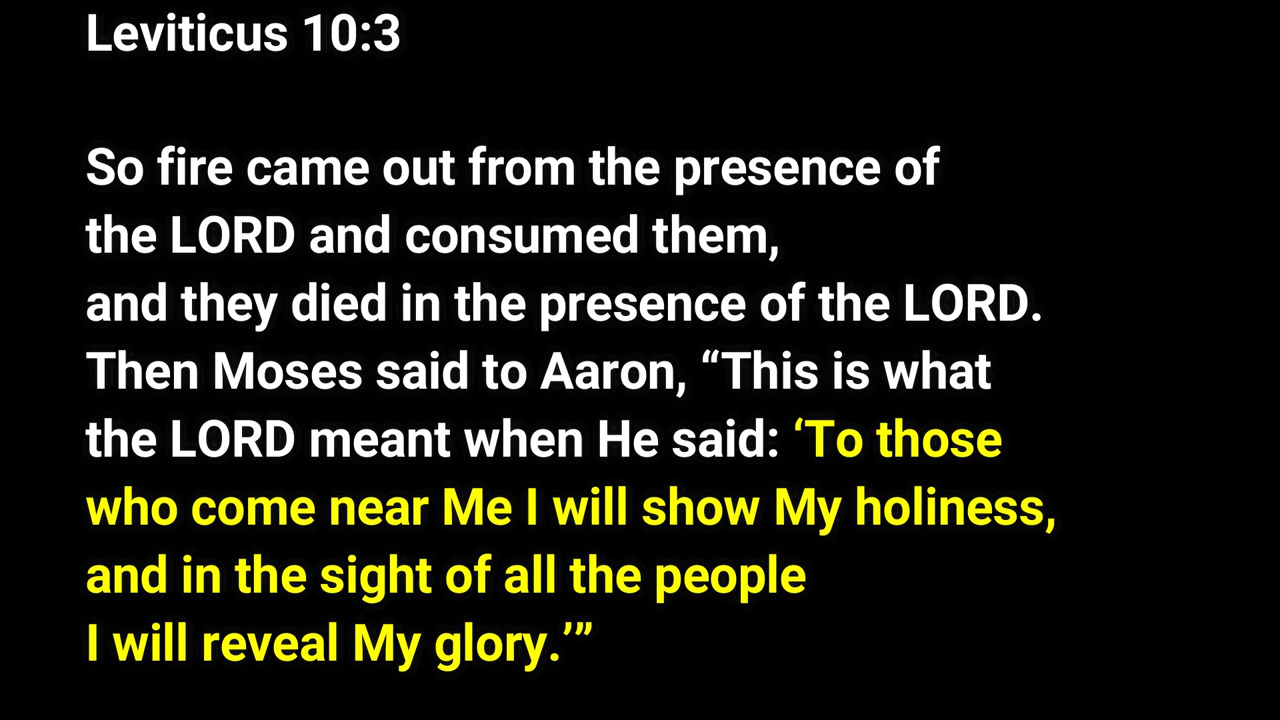 Leviticus 10:3
So fire came out from the presence of
the LORD and consumed them,
and they died in the presence of the LORD.
Then Moses said to Aaron, “This is what
the LORD meant when He said: ‘To those
who come near Me I will show My holiness,
and in the sight of all the people
I will reveal My glory.’”